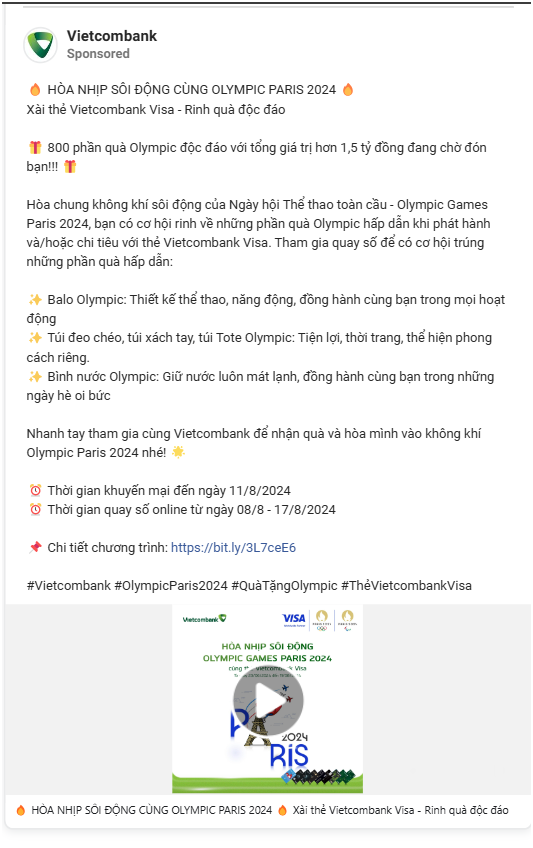 Vietcombank
Sponsored
🔥 HÒA NHỊP SÔI ĐỘNG CÙNG OLYMPIC PARIS 2024 🔥
Xài thẻ Vietcombank Visa - Rinh quà độc đáo
🎁 800 phần quà Olympic độc đáo với tổng giá trị hơn 1,5 tỷ đồng đang chờ đón
bạn!!! 🎁
Hòa chung không khí sôi động của Ngày hội Thể thao toàn cầu - Olympic Games
Paris 2024, bạn có cơ hội rinh về những phần quà Olympic hấp dẫn khi phát hành
và/hoặc chi tiêu với thẻ Vietcombank Visa. Tham gia quay số để có cơ hội trúng
những phần quà hấp dẫn:
✨ Balo Olympic: Thiết kế thể thao, năng động, đồng hành cùng bạn trong mọi hoạt
động
✨ Túi đeo chéo, túi xách tay, túi Tote Olympic: Tiện lợi, thời trang, thể hiện phong
cách riêng.
✨ Bình nước Olympic: Giữ nước luôn mát lạnh, đồng hành cùng bạn trong những
ngày hè oi bức
Nhanh tay tham gia cùng Vietcombank để nhận quà và hòa mình vào không khí
Olympic Paris 2024 nhé! 🌟
⏰ Thời gian khuyến mại đến ngày 11/8/2024
⏰ Thời gian quay số online từ ngày 08/8 - 17/8/2024
📌 Chi tiết chương trình: https://bit.ly/3L7ceE6
#Vietcombank #OlympicParis2024 #QuàTặngOlympic #ThẻVietcombankVisa
Vietcombank
VISA
HÒA NHỊP SÔI ĐỘNG
OLYMPIC GAMES PARIS 2024
cùng thẻ Vietcombank Visa
2024
RIS
🔥 HÒA NHỊP SÔI ĐỘNG CÙNG OLYMPIC PARIS 2024 🔥 Xài thẻ Vietcombank Visa - Rinh quà độc đáo